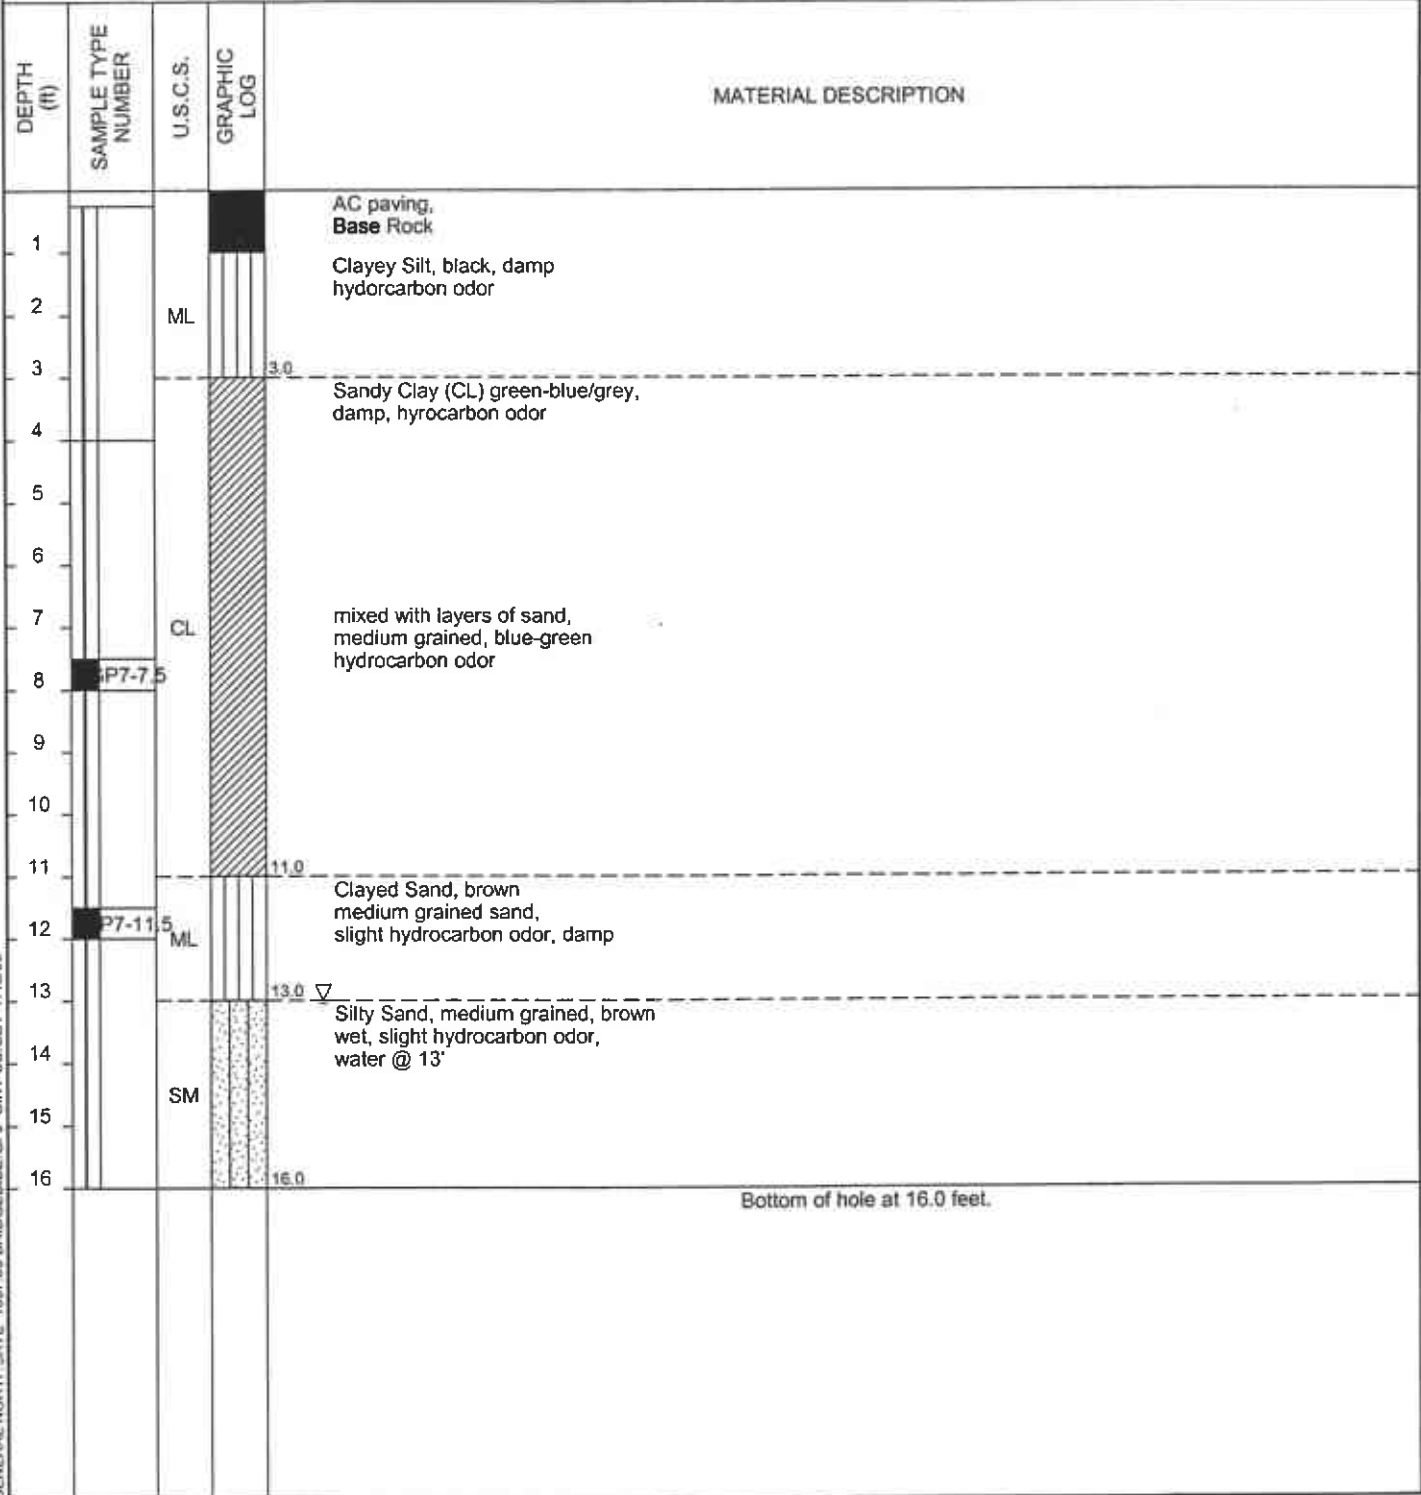 DEPTH
(ft)
SAMPLE TYPE
NUMBER
U.S.C.S.
GRAPHIC
LOG
MATERIAL DESCRIPTION
AC paving,
Base Rock
1
Clayey Silt, black, damp
hydorcarbon odor
2
ML
3
3.0
Sandy Clay (CL) green-blue/grey,
damp, hyrocarbon odor
4
5
6
7
CL
mixed with layers of sand,
medium grained, blue-green
hydrocarbon odor
8
P7-7.5
9
10
11
11.0
Clayed Sand, brown
medium grained sand,
slight hydrocarbon odor, damp
12
P7-11.5
ML
13
13.0
Silty Sand, medium grained, brown
wet, slight hydrocarbon odor,
water @ 13'
14
SM
15
16
16.0
Bottom of hole at 16.0 feet.